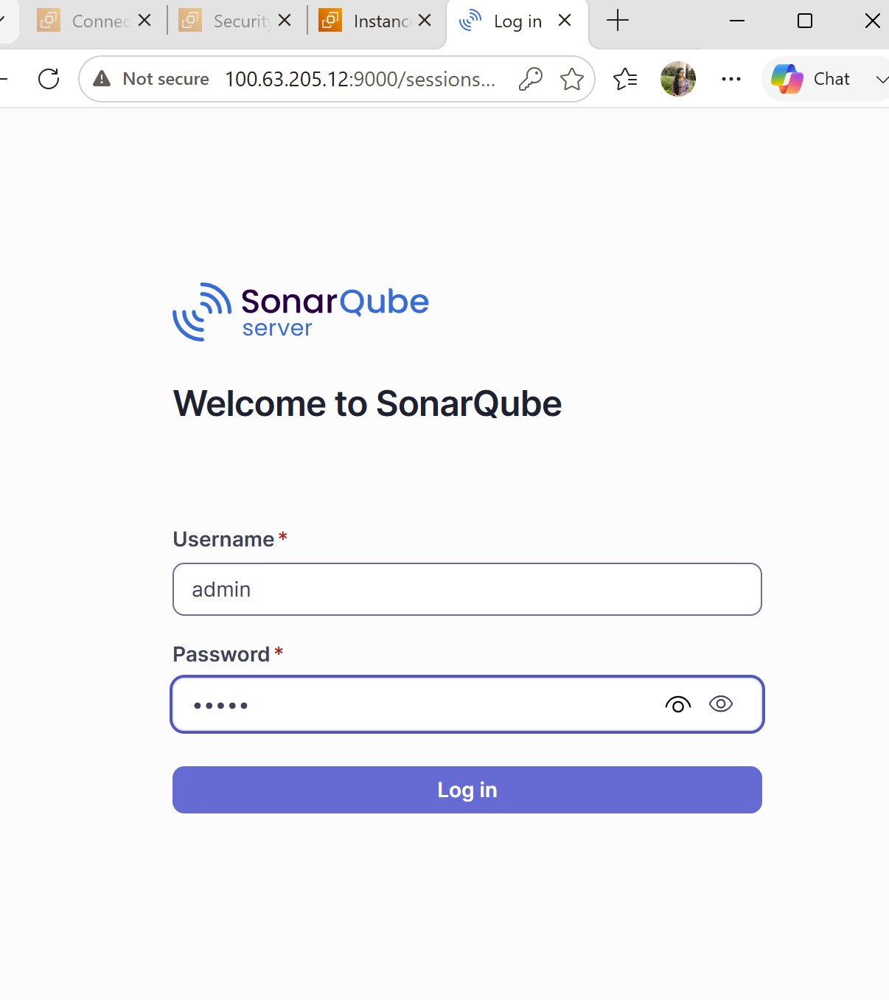 Connec
Security
Instance
Log in
Not secure 100.63.205.12:9000/sessions...
Chat
SonarQube
server
Welcome to SonarQube
Username*
admin
Password*
•••••
Log in